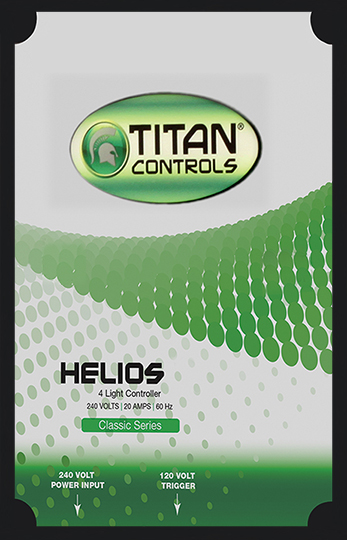 TITAN®
CONTROLS
HELIOS
4 Light Controller
240 VOLTS | 20 AMPS | 60 Hz
Classic Series
240 VOLT
POWER INPUT
120 VOLT
TRIGGER